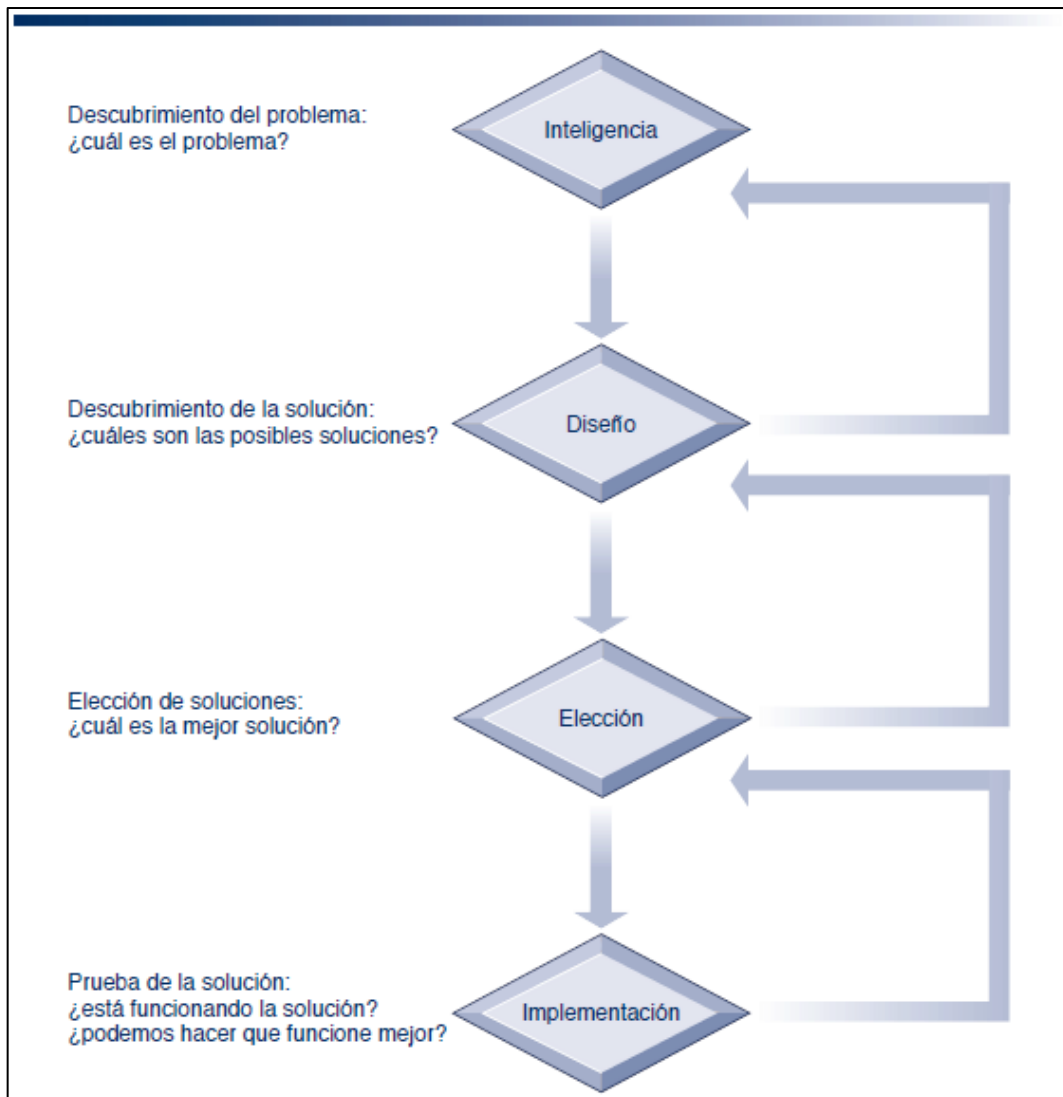 Descubrimiento del problema:
¿cuál es el problema?
Inteligencia
Descubrimiento de la solución:
¿cuáles son las posibles soluciones?
Diseño
Elección de soluciones:
¿cuál es la mejor solución?
Elección
Prueba de la solución:
¿está funcionando la solución?
¿podemos hacer que funcione mejor?
Implementación